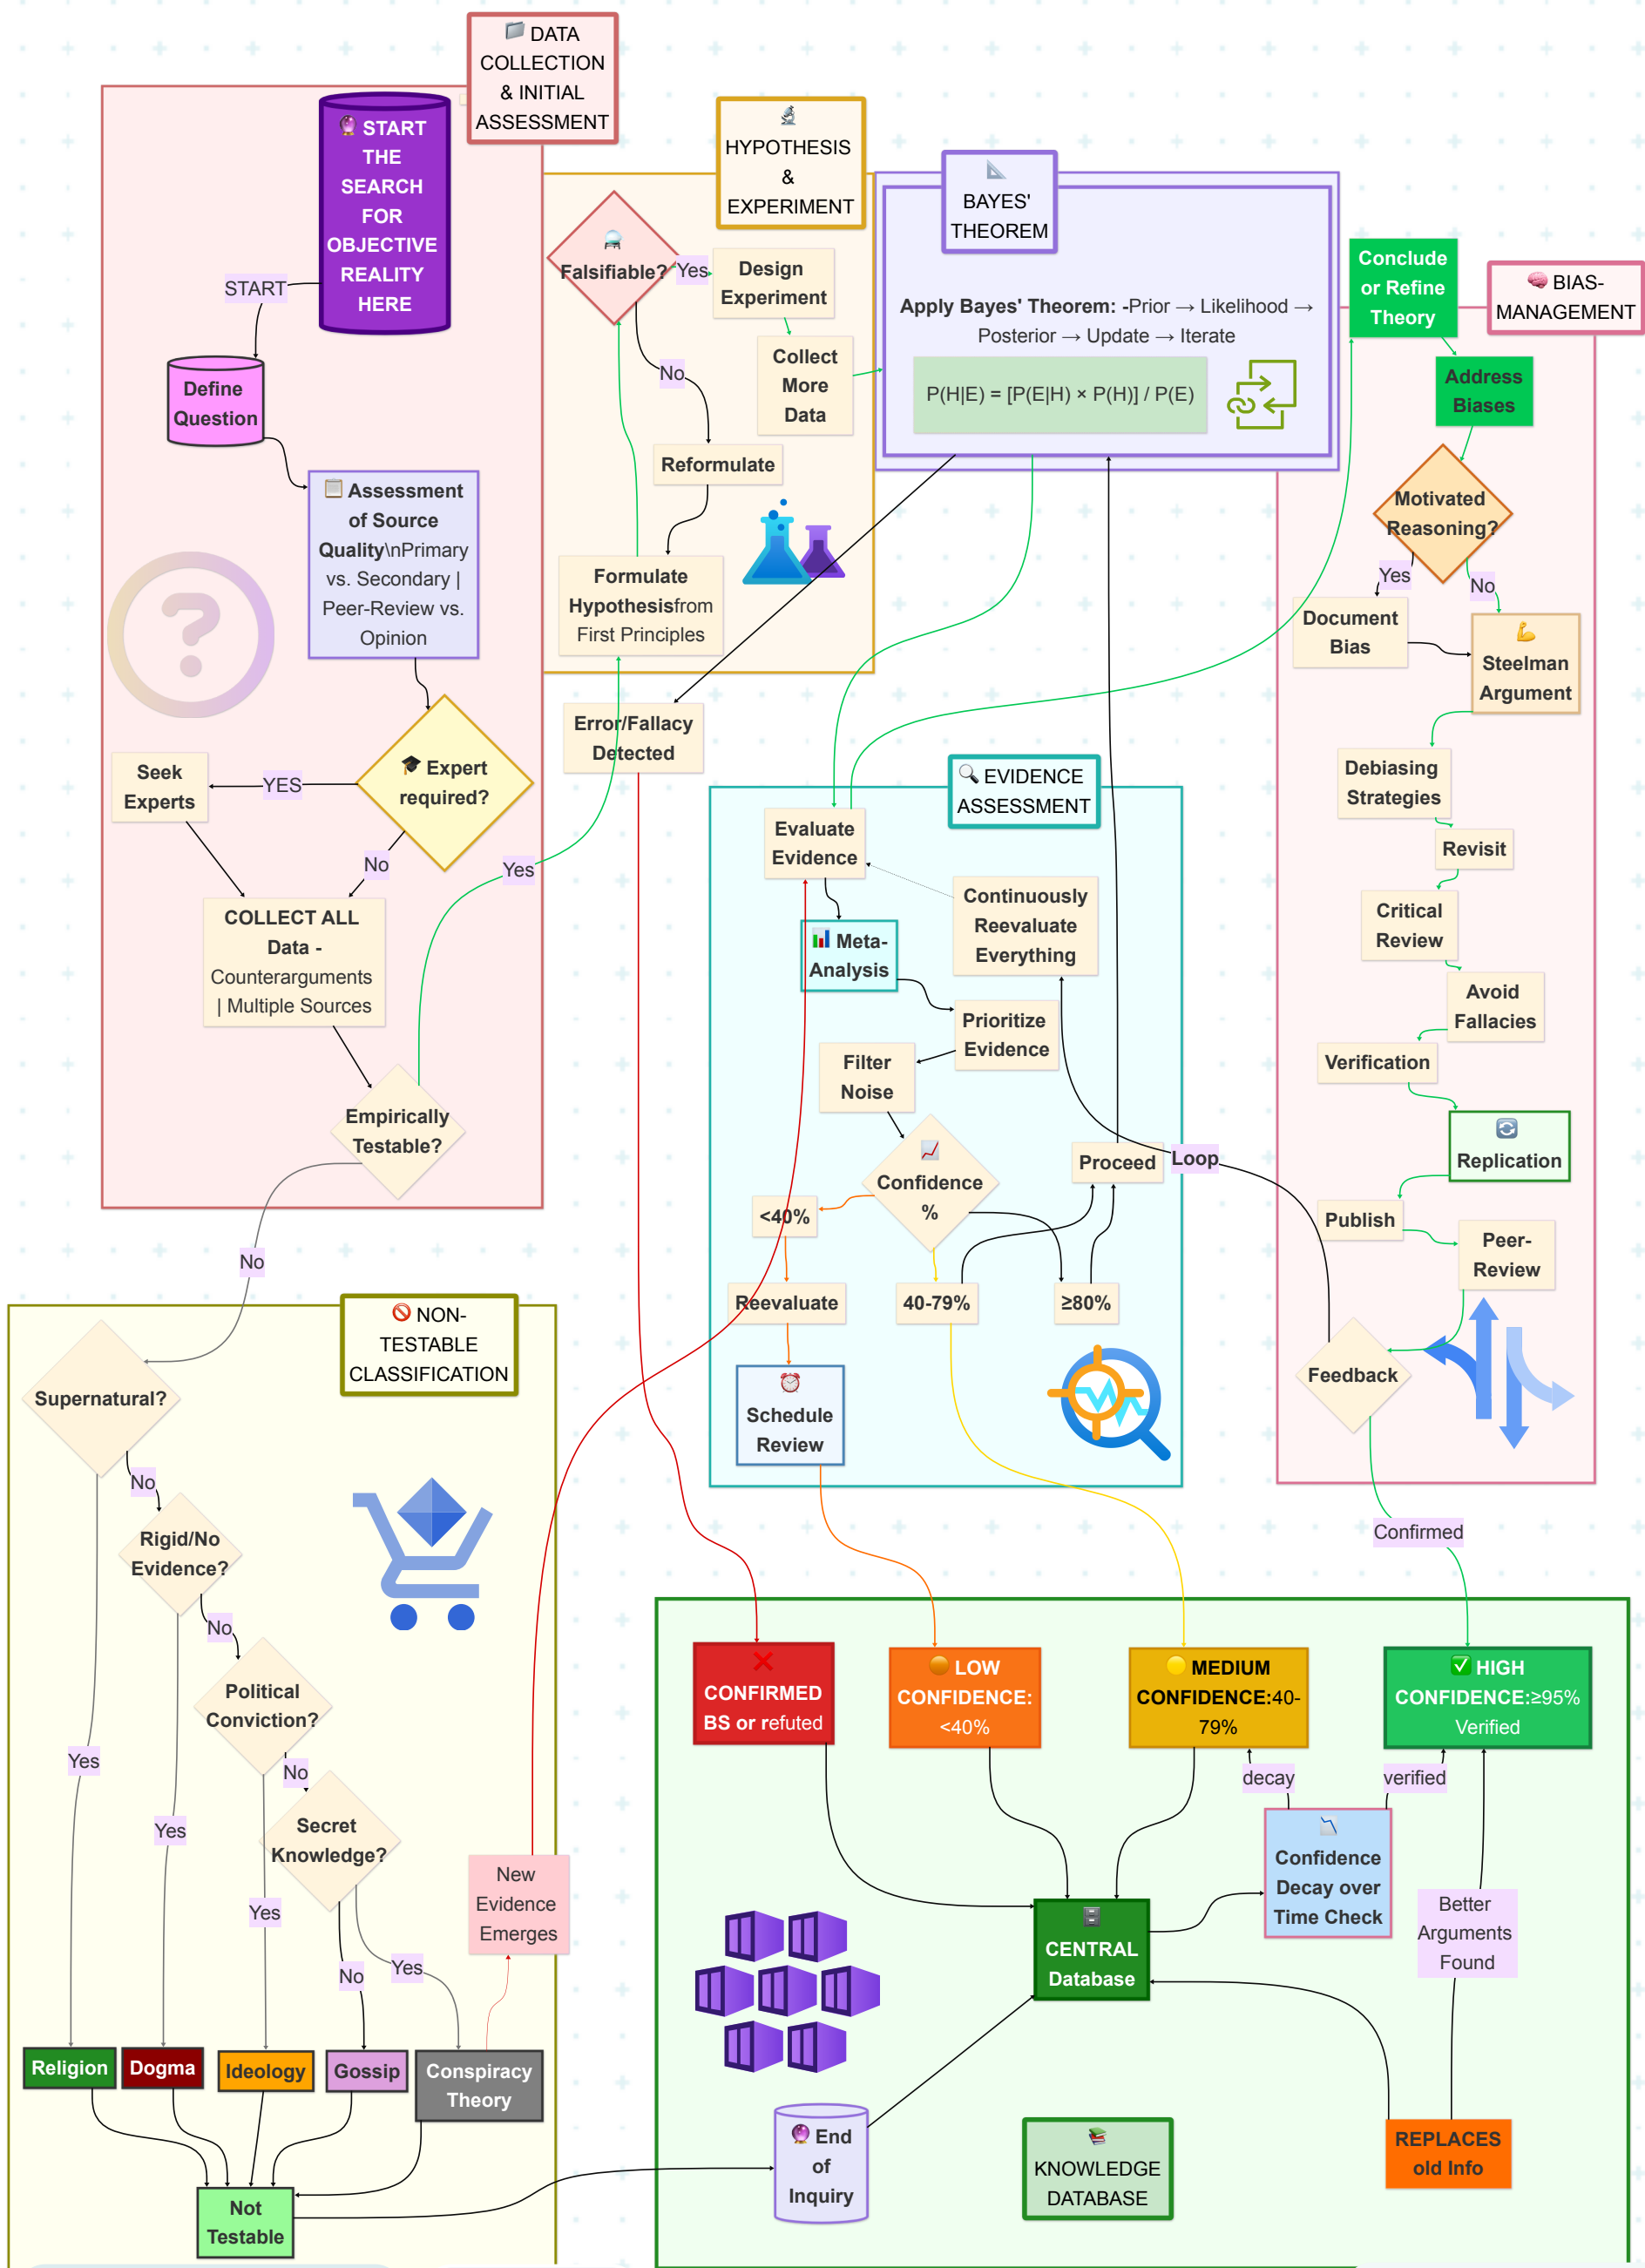 DATA
COLLECTION
& INITIAL
ASSESSMENT
START
THE
SEARCH
FOR
OBJECTIVE
REALITY
HERE
START
Define
Question
Assessment
of Source
Quality\nPrimary
vs. Secondary |
Peer-Review vs.
Opinion
Expert
required?
YES
Seek
Experts
No
COLLECT ALL
Data -
Counterarguments
| Multiple Sources
Empirically
Testable?
Yes
No
HYPOTHESIS
&
EXPERIMENT
Falsifiable?
Yes
Design
Experiment
Collect
More
Data
No
Reformulate
Formulate
Hypothesisfrom
First Principles
Error/Fallacy
Detected
BAYES'
THEOREM
Apply Bayes' Theorem: -Prior → Likelihood →
Posterior → Update → Iterate
P(H|E) = [P(E|H) × P(H)] / P(E)
Conclude
or Refine
Theory
BIAS-
MANAGEMENT
Address
Biases
Motivated
Reasoning?
Yes
No
Document
Bias
Steelman
Argument
Debiasing
Strategies
Revisit
Critical
Review
Avoid
Fallacies
Verification
Replication
Publish
Peer-
Review
Feedback
Loop
Confirmed
EVIDENCE
ASSESSMENT
Evaluate
Evidence
Continuously
Reevaluate
Everything
Meta-
Analysis
Prioritize
Evidence
Filter
Noise
Confidence
%
Proceed
<40%
Reevaluate
40-79%
≥80%
Schedule
Review
NON-
TESTABLE
CLASSIFICATION
Supernatural?
No
Rigid/No
Evidence?
No
Political
Conviction?
No
Secret
Knowledge?
Yes
Yes
Yes
No
Yes
New
Evidence
Emerges
Religion
Dogma
Ideology
Gossip
Conspiracy
Theory
Not
Testable
CONFIRMED
BS or refuted
LOW
CONFIDENCE:
<40%
MEDIUM
CONFIDENCE:40-
79%
HIGH
CONFIDENCE:≥95%
Verified
decay
verified
Confidence
Decay over
Time Check
Better
Arguments
Found
CENTRAL
Database
End
of
Inquiry
KNOWLEDGE
DATABASE
REPLACES
old Info